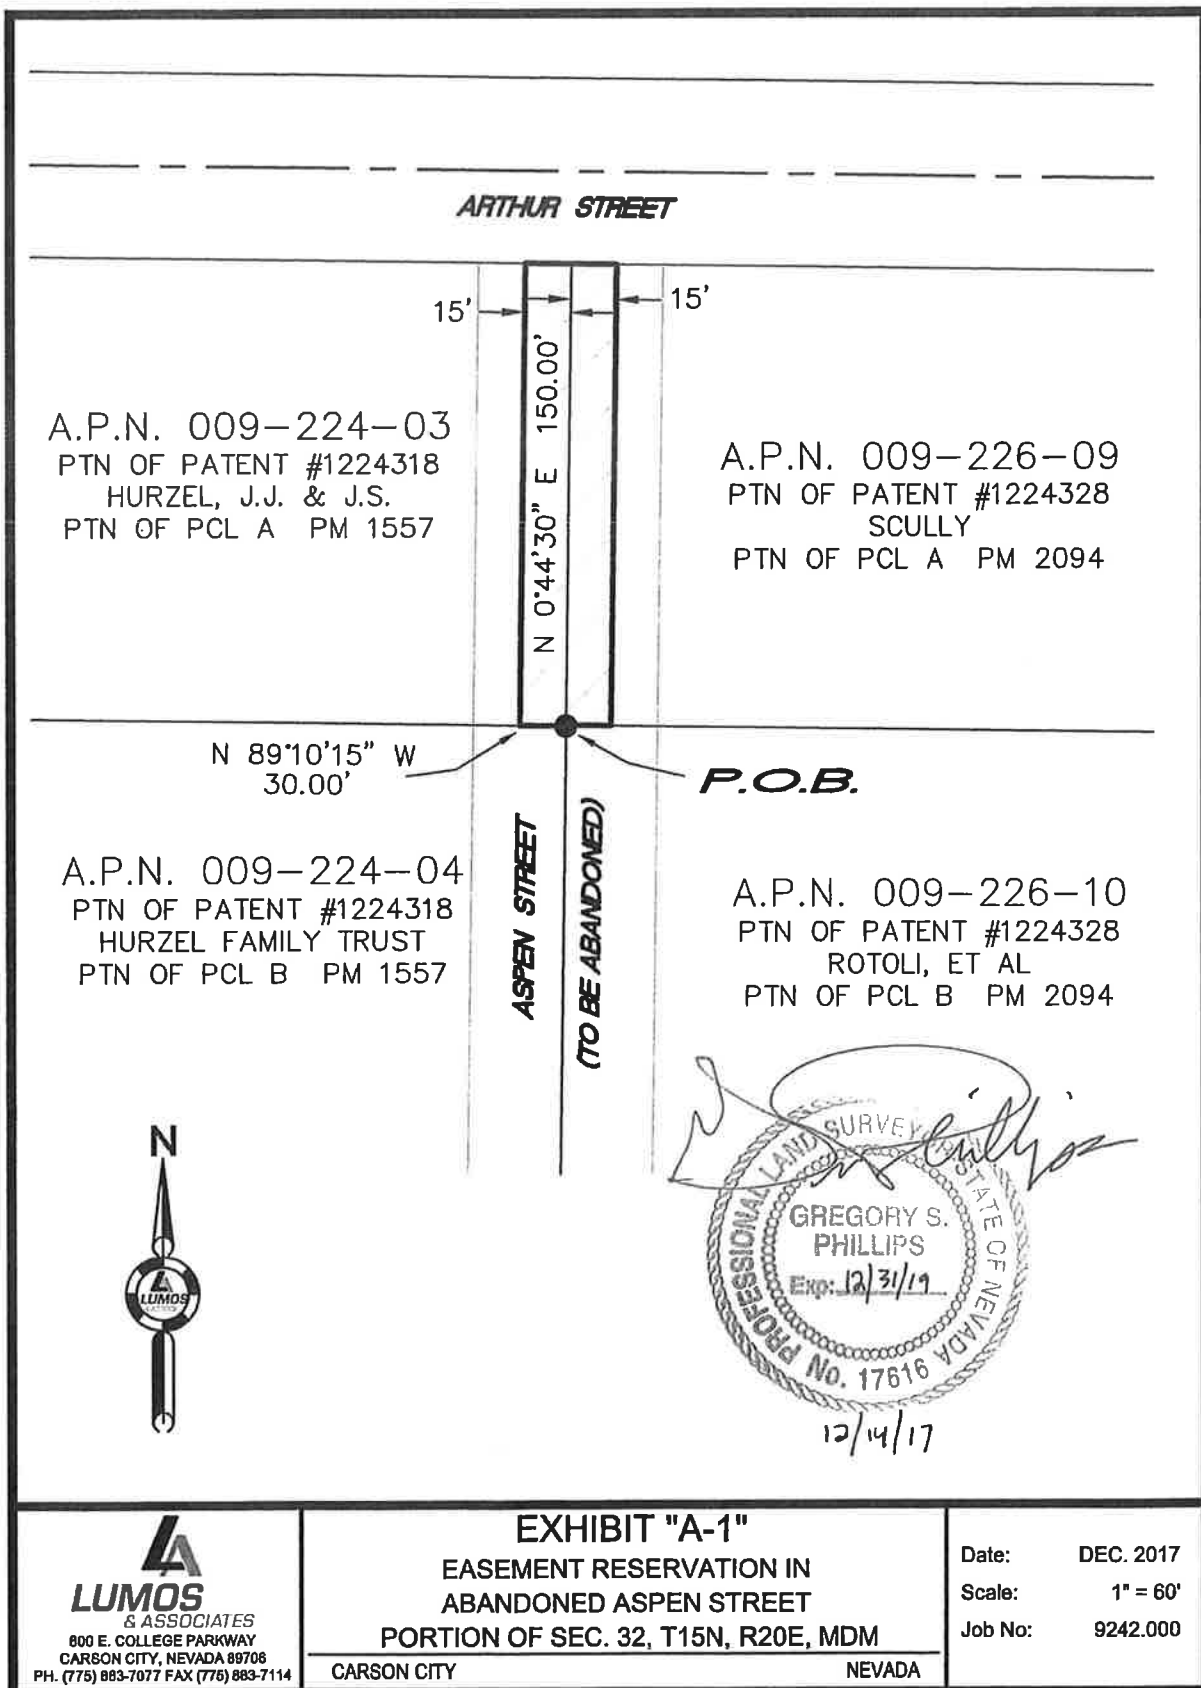 ARTHUR STREET
15'
15'
N 0°44'30" E 150.00'
A.P.N. 009-224-03
PTN OF PATENT #1224318
HURZEL, J.J. & J.S.
PTN OF PCL A PM 1557
A.P.N. 009-226-09
PTN OF PATENT #1224328
SCULLY
PTN OF PCL A PM 2094
N 89°10'15" W
30.00'
P.O.B.
ASPEN STREET
(TO BE ABANDONED)
A.P.N. 009-224-04
PTN OF PATENT #1224318
HURZEL FAMILY TRUST
PTN OF PCL B PM 1557
A.P.N. 009-226-10
PTN OF PATENT #1224328
ROTOLI, ET AL
PTN OF PCL B PM 2094
N
LUMOS
PROFESSIONAL LAND SURVEYOR
STATE OF NEVADA
GREGORY S.
PHILLIPS
Exp: 12/31/19
No. 17616
12/14/17
LA
LUMOS
& ASSOCIATES
800 E. COLLEGE PARKWAY
CARSON CITY, NEVADA 89706
PH. (775) 883-7077 FAX (775) 883-7114
EXHIBIT "A-1"
EASEMENT RESERVATION IN
ABANDONED ASPEN STREET
PORTION OF SEC. 32, T15N, R20E, MDM
CARSON CITY NEVADA
Date: DEC. 2017
Scale: 1" = 60'
Job No: 9242.000